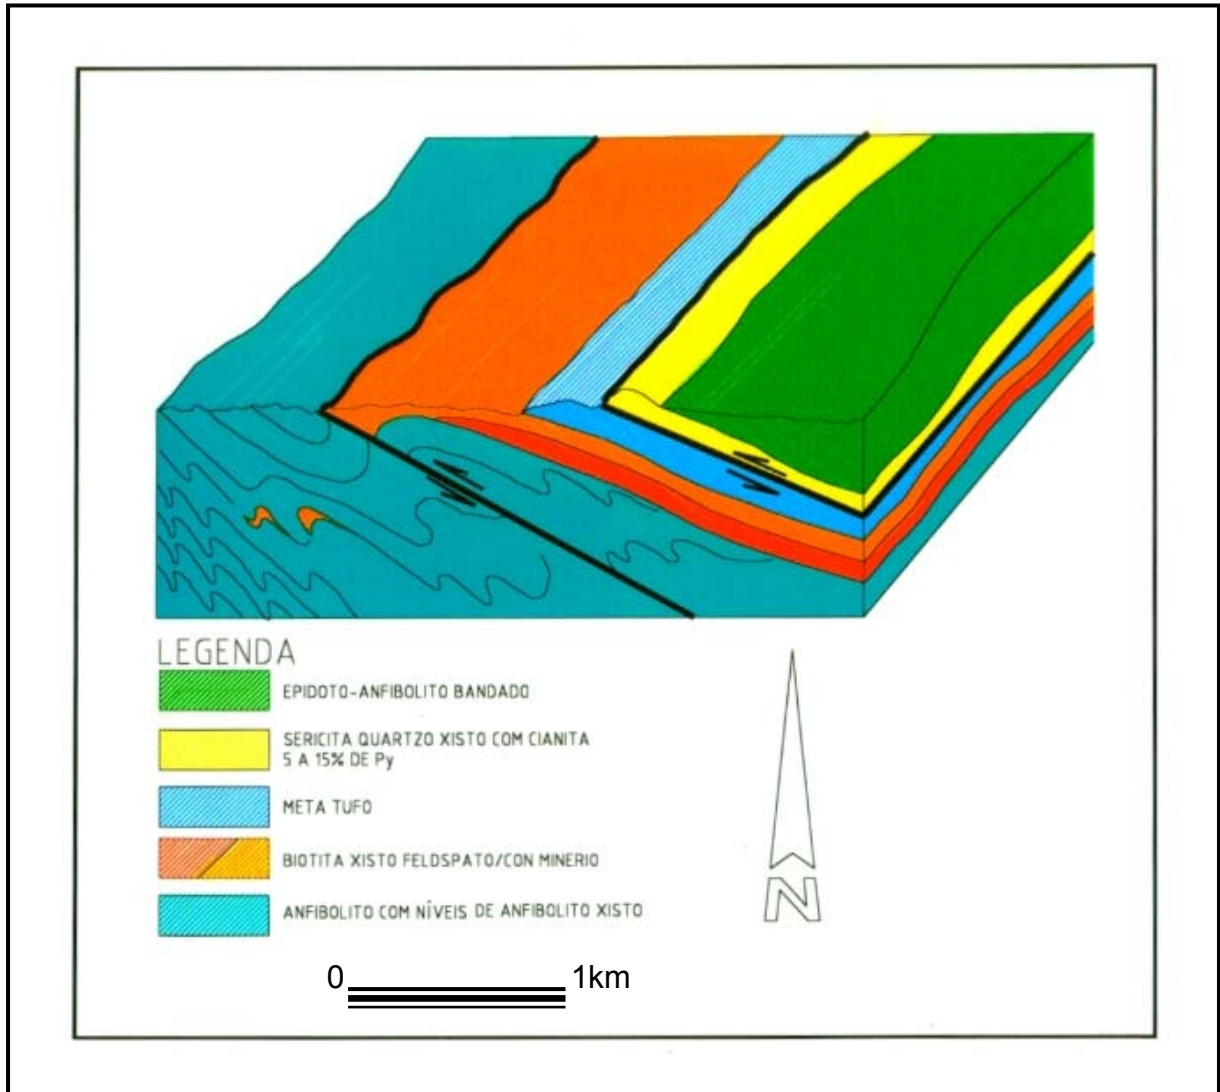 LEGENDA
EPIDOTO-ANFIBOLITO BANDADO
SERICITA QUARTZO XISTO COM CIANITA
5 A 15% DE Py
META TUFO
BIOTITA XISTO FELDSPATO/CON MINERIO
ANFIBOLITO COM NÍVEIS DE ANFIBOLITO XISTO
N
0 1km